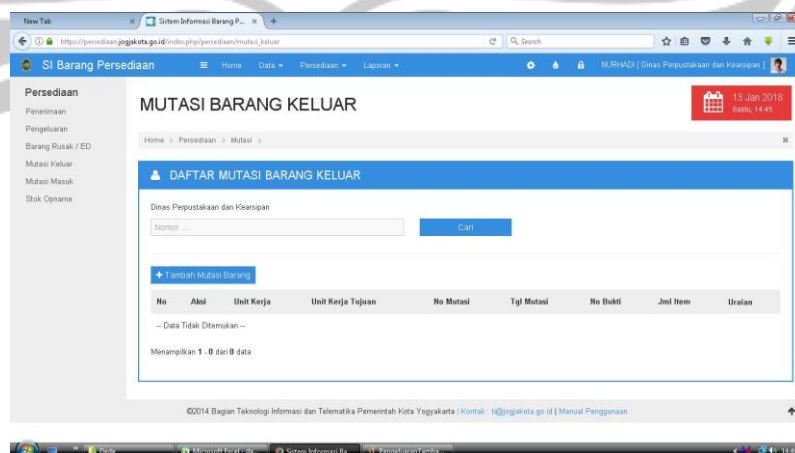 New Tab
Sistem Informasi Barang P...
https://persediaan.jogjakota.go.id/index.php/persediaan/mutasi_keluar
Search
SI Barang Persediaan
Home
Data
Persediaan
Laporan
NURHADI [ Dinas Perpustakaan dan Kearsipan ]
Persediaan
Penerimaan
Pengeluaran
Barang Rusak / ED
Mutasi Keluar
Mutasi Masuk
Stok Opname
MUTASI BARANG KELUAR
13 Jan 2018
Sabtu, 14.45
Home > Persediaan > Mutasi >
DAFTAR MUTASI BARANG KELUAR
Dinas Perpustakaan dan Kearsipan
Nomor ...
Cari
Tambah Mutasi Barang
No Aksi Unit Kerja Unit Kerja Tujuan No Mutasi Tgl Mutasi No Bukti Jml Item Uraian
-- Data Tidak Ditemukan --
Menampilkan 1 - 0 dari 0 data
©2014 Bagian Teknologi Informasi dan Telematika Pemerintah Kota Yogyakarta | Kontak : ti@jogjakota.go.id | Manual Penggunaan
Dede
Microsoft Excel - da...
Sistem Informasi Ba...
PengeluaranTamba...